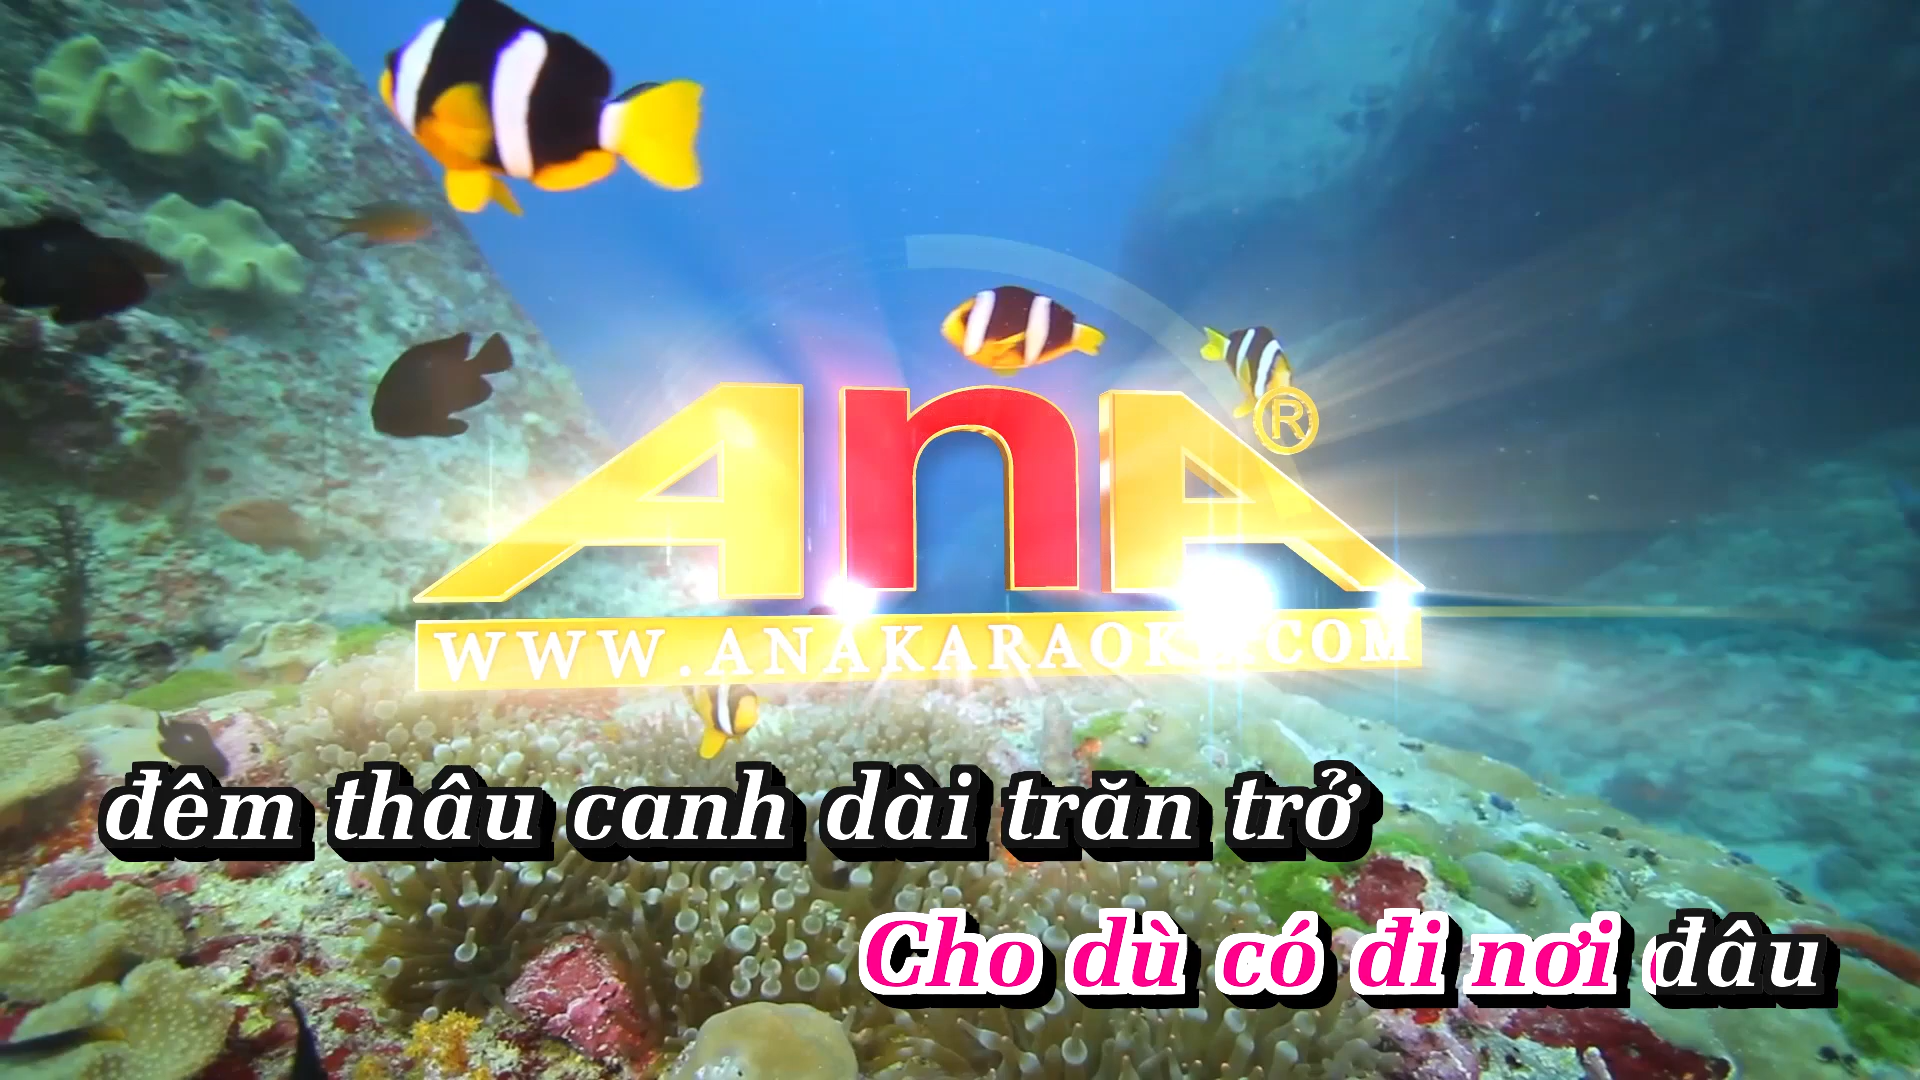 AnA
®
WWW.ANAKARAOKE.COM
đêm thâu canh dài trăn trở
Cho dù có đi nơi đâu